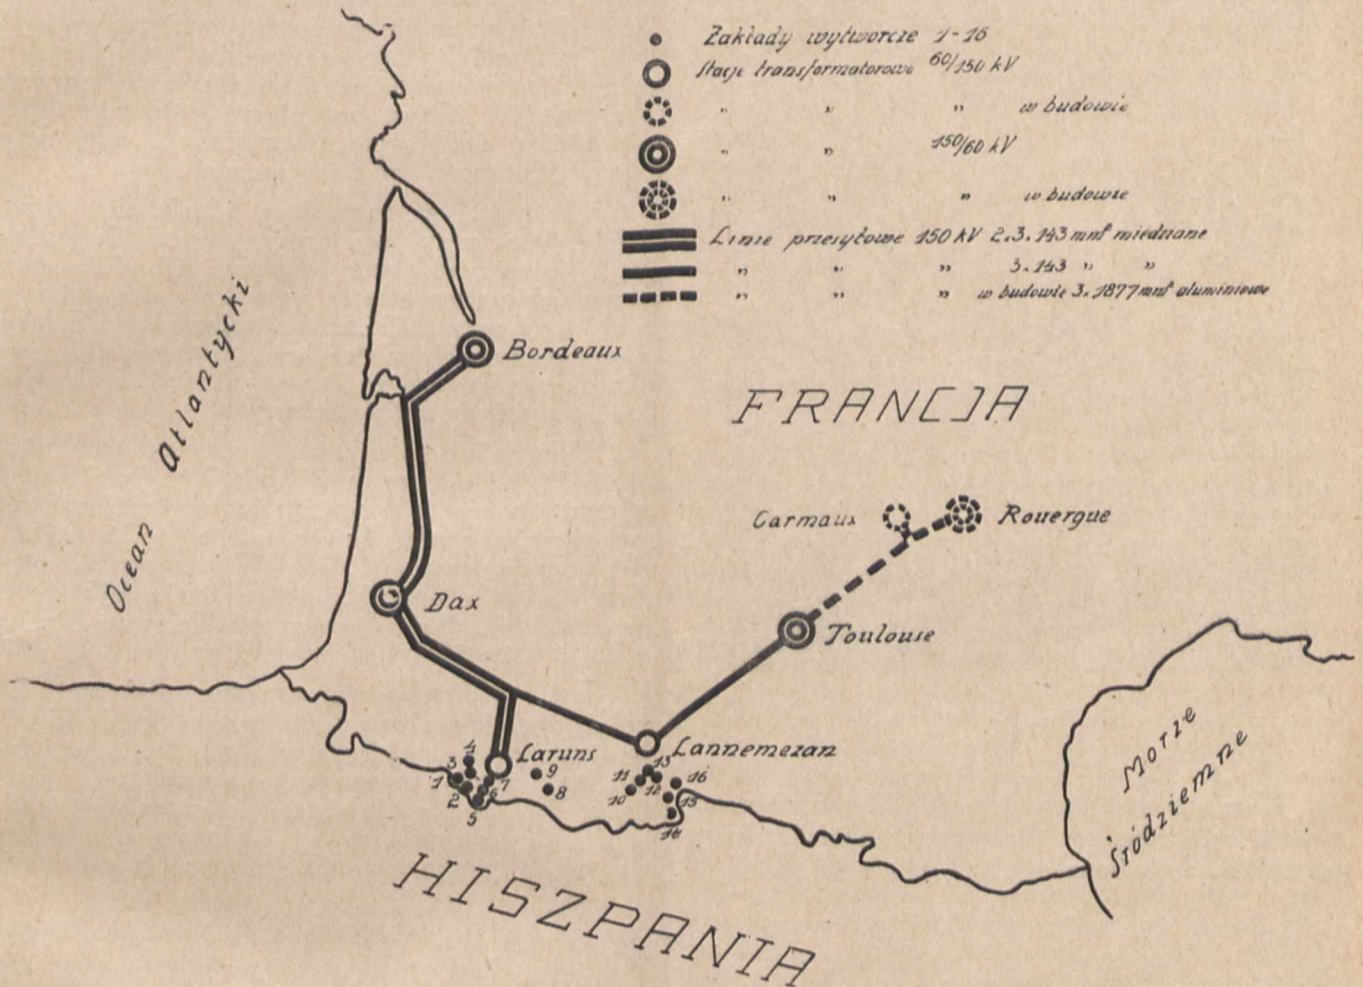 Zakłady wytworcze 1-16
Stacje transformatorowe 60/150 kV
" " " w budowie
" " 150/60 kV
" " " w budowie
Linie przesyłowe 150 kV 2.3.143 mm² miedziane
" " " 3.143 " "
" " " w budowie 3.1877 mm² aluminiowe
Ocean Atlantycki
Bordeaux
FRANCJA
Carmaux
Rouergue
Dax
Toulouse
Laruns
Lannemezan
1
2
3
4
5
6
7
8
9
10
11
12
13
14
15
16
Morze
Śródziemne
HISZPANIA